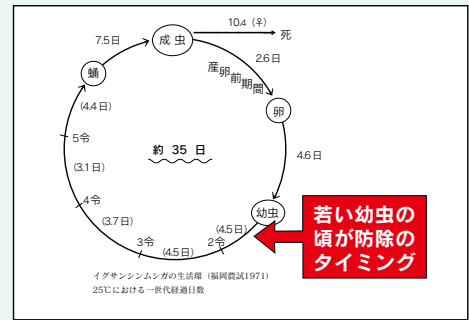 10.4 (♀)
死
成虫
7.5日
2.6日
産卵前期間
蛹
卵
(4.4日)
5令
約 35 日
4.6日
(3.1日)
4令
幼虫
(3.7日)
(4.5日)
3令
2令
(4.5日)
若い幼虫の
頃が防除の
タイミング
イグサシンムシガの生活環(福岡農試1971)
25℃における一世代経過日数